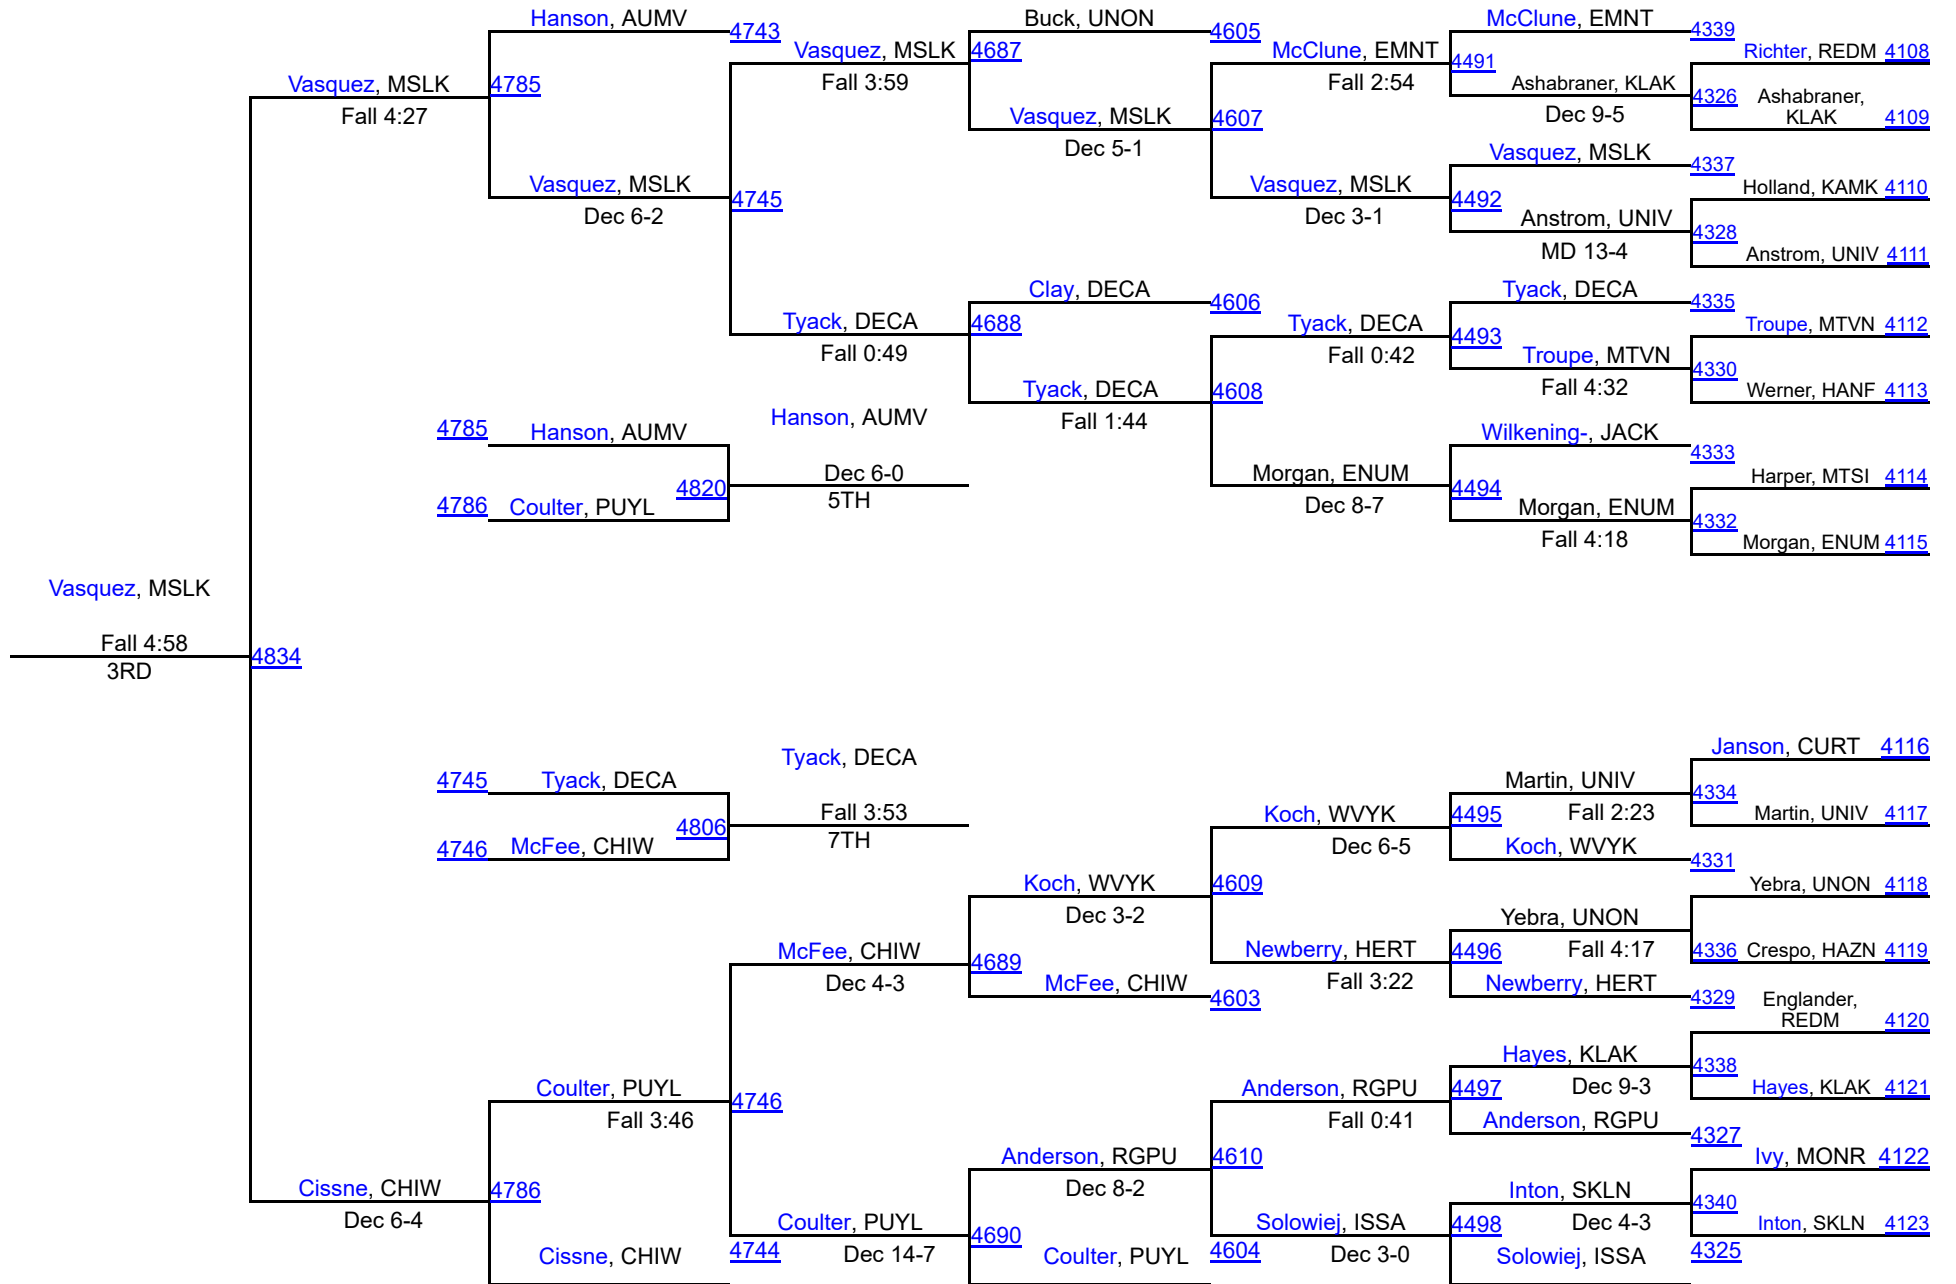 Hanson, AUMV
4743
Buck, UNON
4605
McClune, EMNT
4339
Vasquez, MSLK
4687
McClune, EMNT
4491
Richter, REDM 4108
Vasquez, MSLK
4785
Fall 3:59
Fall 2:54
Ashabraner, KLAK
4326
Ashabraner,
KLAK
4109
Fall 4:27
Vasquez, MSLK
4607
Dec 9-5
Dec 5-1
Vasquez, MSLK
4337
Vasquez, MSLK
4745
Vasquez, MSLK
4492
Holland, KAMK 4110
Dec 6-2
Dec 3-1
Anstrom, UNIV
4328
MD 13-4
Anstrom, UNIV 4111
Clay, DECA
4606
Tyack, DECA
4335
Tyack, DECA
4688
Tyack, DECA
4493
Troupe, MTVN 4112
Fall 0:49
Fall 0:42
Troupe, MTVN
4330
Tyack, DECA
4608
Fall 4:32
Werner, HANF 4113
Hanson, AUMV
Fall 1:44
4785
Hanson, AUMV
Wilkening-, JACK
4333
Dec 6-0
Morgan, ENUM
4494
Harper, MTSI 4114
4820
5TH
Dec 8-7
4786
Coulter, PUYL
Morgan, ENUM
4332
Fall 4:18
Morgan, ENUM 4115
Vasquez, MSLK
Fall 4:58
4834
3RD
Tyack, DECA
Janson, CURT 4116
4745
Tyack, DECA
Martin, UNIV
4334
Fall 3:53
Koch, WVYK
4495
Fall 2:23
Martin, UNIV 4117
4806
7TH
Dec 6-5
4746
McFee, CHIW
Koch, WVYK
4331
Koch, WVYK
4609
Yebra, UNON 4118
Dec 3-2
Yebra, UNON
McFee, CHIW
4689
Newberry, HERT
4496
Fall 4:17
4336
Crespo, HAZN 4119
Dec 4-3
McFee, CHIW
4603
Fall 3:22
Newberry, HERT
4329
Englander,
REDM
4120
Hayes, KLAK
4338
Coulter, PUYL
4746
Anderson, RGPU
4497
Dec 9-3
Hayes, KLAK 4121
Fall 3:46
Fall 0:41
Anderson, RGPU
4327
Anderson, RGPU
4610
Ivy, MONR 4122
Cissne, CHIW
4786
Dec 8-2
Inton, SKLN
4340
Dec 6-4
Coulter, PUYL
4690
Solowiej, ISSA
4498
Dec 4-3
Inton, SKLN 4123
Cissne, CHIW
4744
Dec 14-7
Coulter, PUYL
4604
Dec 3-0
Solowiej, ISSA
4325